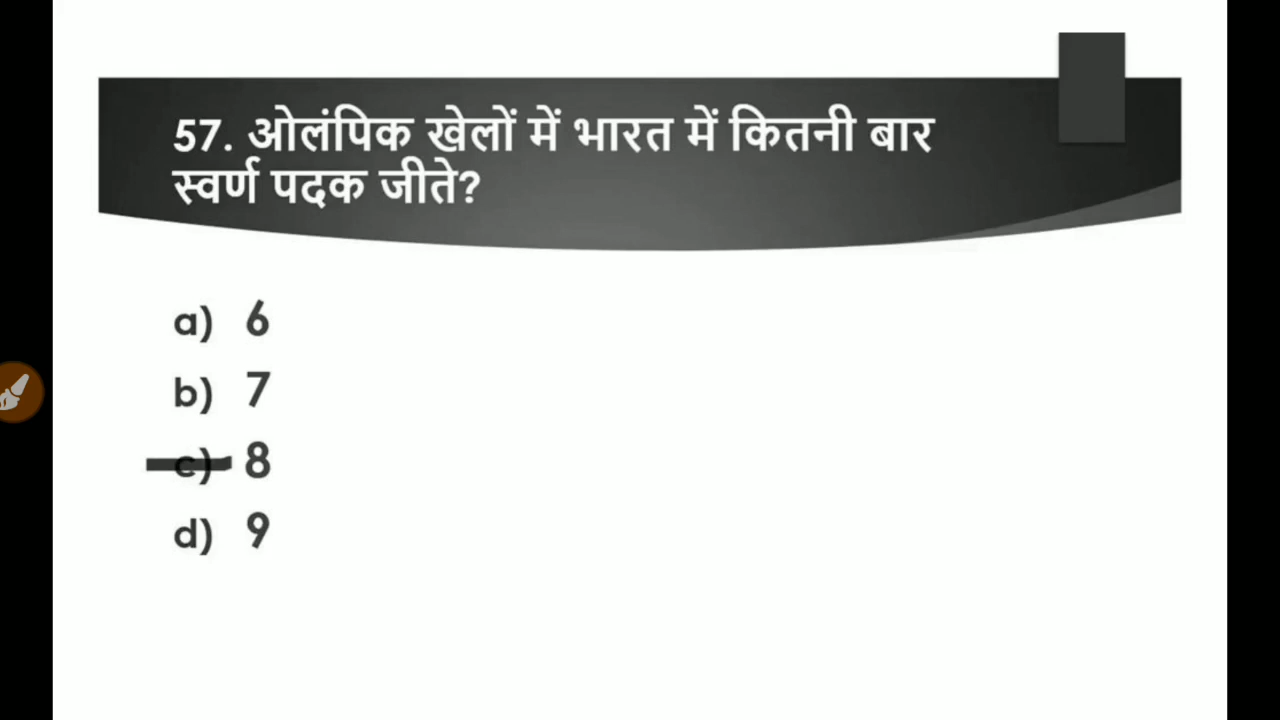 57. ओलंपिक खेलों में भारत में कितनी बार
स्वर्ण पदक जीते?
a) 6
b) 7
c) 8
d) 9